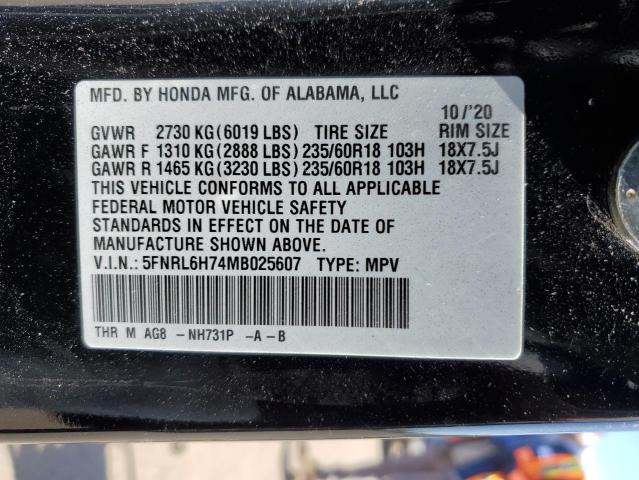 MFD. BY HONDA MFG. OF ALABAMA, LLC
10/'20
GVWR 2730 KG (6019 LBS) TIRE SIZE RIM SIZE
GAWR F 1310 KG (2888 LBS) 235/60R18 103H 18X7.5J
GAWR R 1465 KG (3230 LBS) 235/60R18 103H 18X7.5J
THIS VEHICLE CONFORMS TO ALL APPLICABLE
FEDERAL MOTOR VEHICLE SAFETY
STANDARDS IN EFFECT ON THE DATE OF
MANUFACTURE SHOWN ABOVE.
V.I.N.: 5FNRL6H74MB025607 TYPE: MPV
THR M AG8 -NH731P -A-B